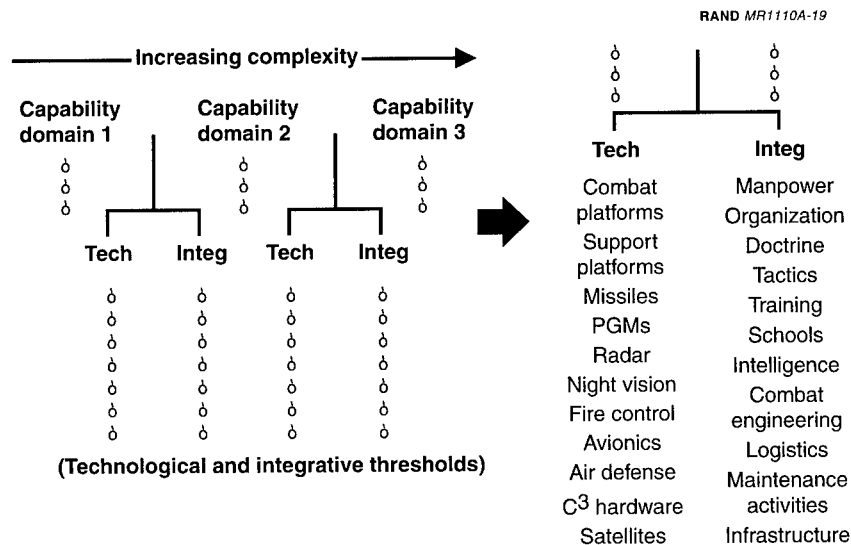 RAND MR1110A-19
Increasing complexity
Capability
domain 1
Capability
domain 2
Capability
domain 3
Tech
Integ
Tech
Integ
(Technological and integrative thresholds)
Tech
Combat
platforms
Support
platforms
Missiles
PGMs
Radar
Night vision
Fire control
Avionics
Air defense
C³ hardware
Satellites
Integ
Manpower
Organization
Doctrine
Tactics
Training
Schools
Intelligence
Combat
engineering
Logistics
Maintenance
activities
Infrastructure